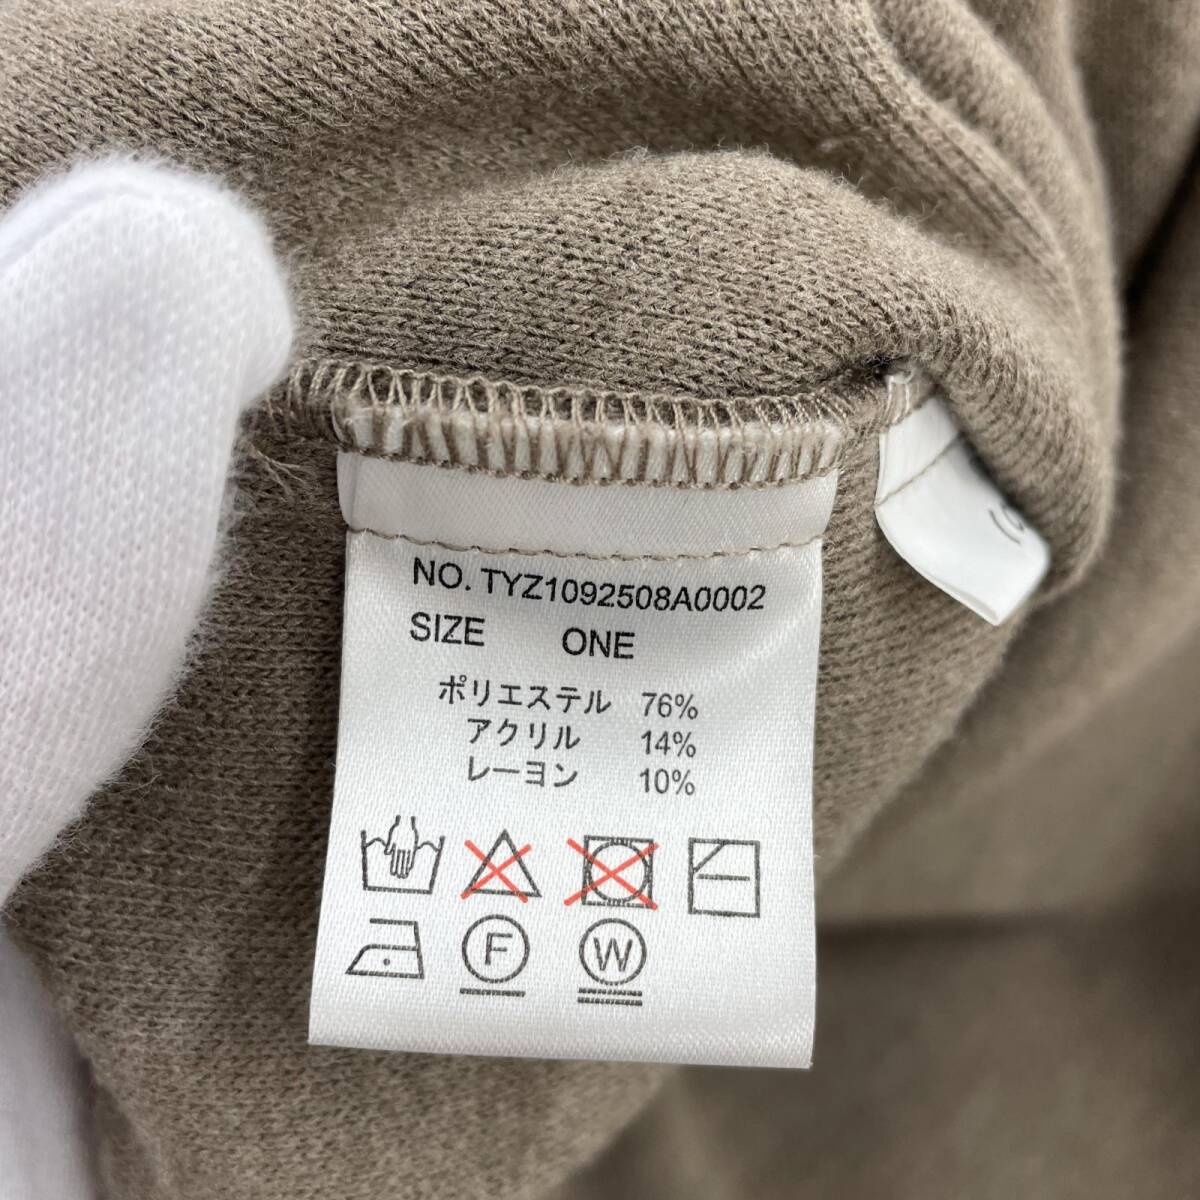 NO. TYZ1092508A0002
SIZE ONE
ポリエステル 76%
アクリル 14%
レーヨン 10%
F
W